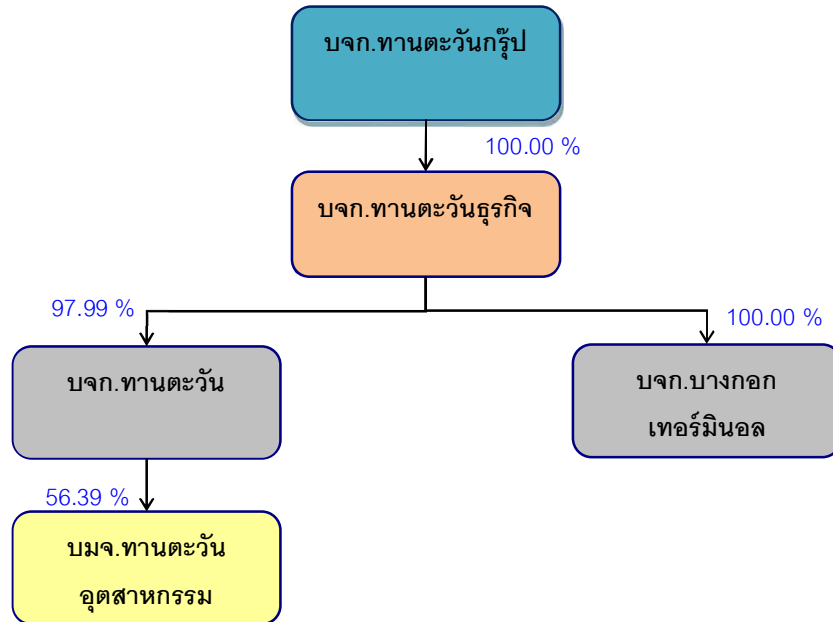 บจก.ทานตะวันกรุ๊ป
100.00 %
บจก.ทานตะวันธุรกิจ
97.99 %
100.00 %
บจก.ทานตะวัน
บจก.บางกอก
เทอร์มินอล
56.39 %
บมจ.ทานตะวัน
อุตสาหกรรม